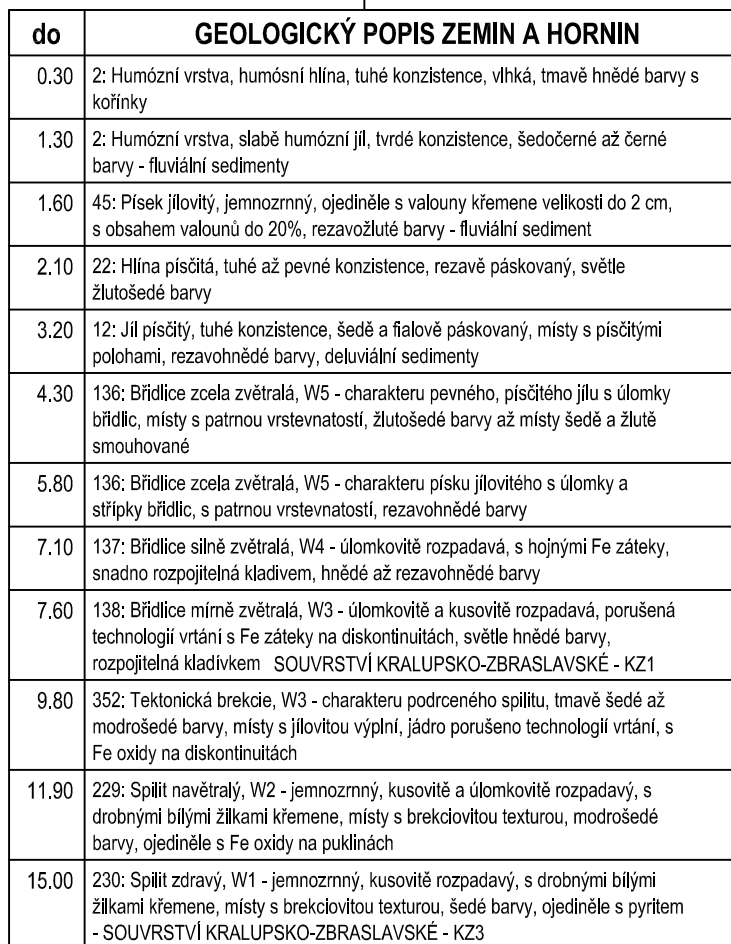 do GEOLOGICKÝ POPIS ZEMIN A HORNIN
0.30 2: Humózní vrstva, humósní hlína, tuhé konzistence, vlhká, tmavě hnědé barvy s
kořínky
1.30 2: Humózní vrstva, slabě humózní jíl, tvrdé konzistence, šedočerné až černé
barvy - fluviální sedimenty
1.60 45: Písek jílovitý, jemnozrnný, ojediněle s valouny křemene velikosti do 2 cm,
s obsahem valounů do 20%, rezavožluté barvy - fluviální sediment
2.10 22: Hlína písčitá, tuhé až pevné konzistence, rezavě páskovaný, světle
žlutošedé barvy
3.20 12: Jíl písčitý, tuhé konzistence, šedě a fialově páskovaný, místy s písčitými
polohami, rezavohnědé barvy, deluviální sedimenty
4.30 136: Břidlice zcela zvětralá, W5 - charakteru pevného, písčitého jílu s úlomky
břidlic, místy s patrnou vrstevnatostí, žlutošedé barvy až místy šedě a žlutě
smouhované
5.80 136: Břidlice zcela zvětralá, W5 - charakteru písku jílovitého s úlomky a
střípky břidlic, s patrnou vrstevnatostí, rezavohnědé barvy
7.10 137: Břidlice silně zvětralá, W4 - úlomkovitě rozpadavá, s hojnými Fe záteky,
snadno rozpojitelná kladivem, hnědé až rezavohnědé barvy
7.60 138: Břidlice mírně zvětralá, W3 - úlomkovitě a kusovitě rozpadavá, porušená
technologií vrtání s Fe záteky na diskontinuitách, světle hnědé barvy,
rozpojitelná kladívkem SOUVRSTVÍ KRALUPSKO-ZBRASLAVSKÉ - KZ1
9.80 352: Tektonická brekcie, W3 - charakteru podrceného spilitu, tmavě šedé až
modrošedé barvy, místy s jílovitou výplní, jádro porušeno technologií vrtání, s
Fe oxidy na diskontinuitách
11.90 229: Spilit navětralý, W2 - jemnozrnný, kusovitě a úlomkovitě rozpadavý, s
drobnými bílými žilkami křemene, místy s brekciovitou texturou, modrošedé
barvy, ojediněle s Fe oxidy na puklinách
15.00 230: Spilit zdravý, W1 - jemnozrnný, kusovitě rozpadavý, s drobnými bílými
žilkami křemene, místy s brekciovitou texturou, šedé barvy, ojediněle s pyritem
- SOUVRSTVÍ KRALUPSKO-ZBRASLAVSKÉ - KZ3